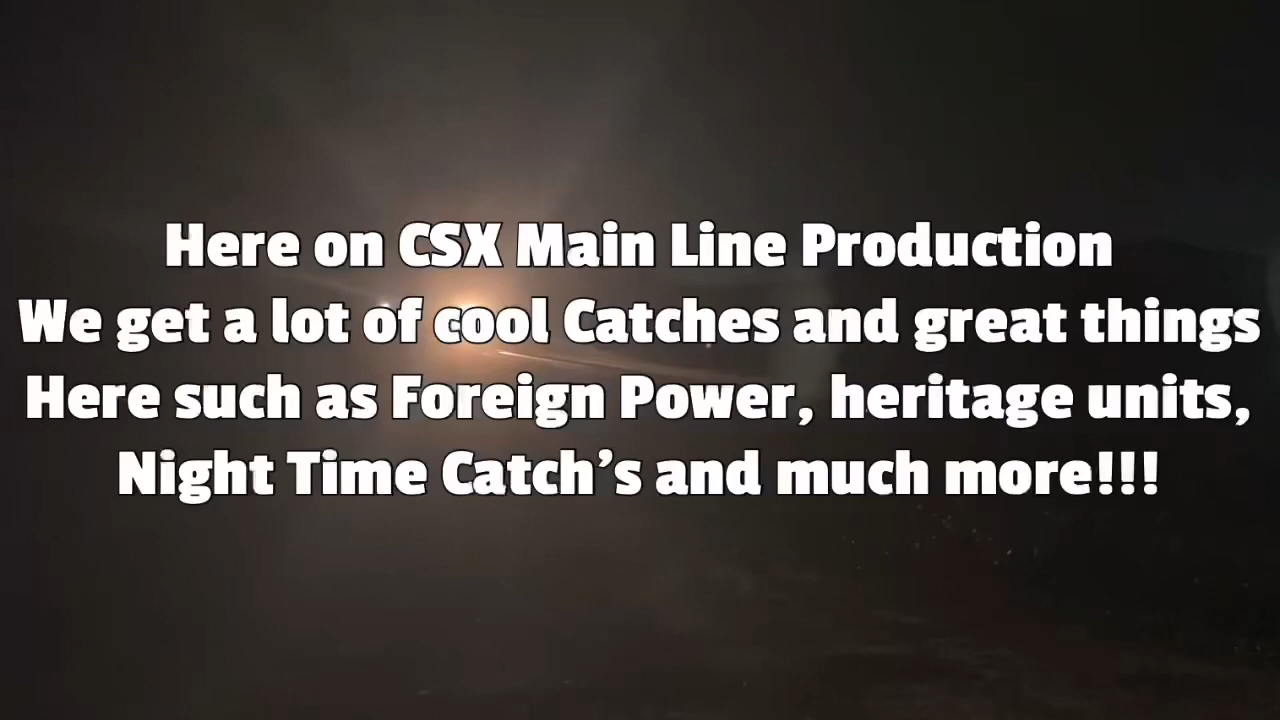 Here on CSX Main Line Production
We get a lot of cool Catches and great things
Here such as Foreign Power, heritage units,
Night Time Catch’s and much more!!!